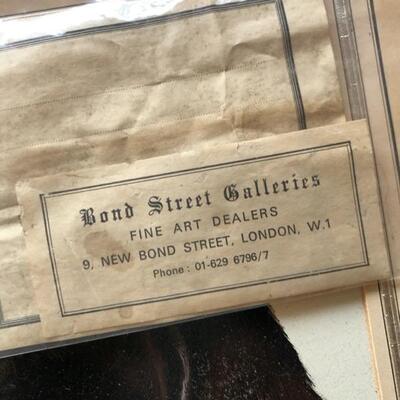 Bond Street Galleries
FINE ART DEALERS
9, NEW BOND STREET, LONDON, W.1
Phone: 01-629 6796/7